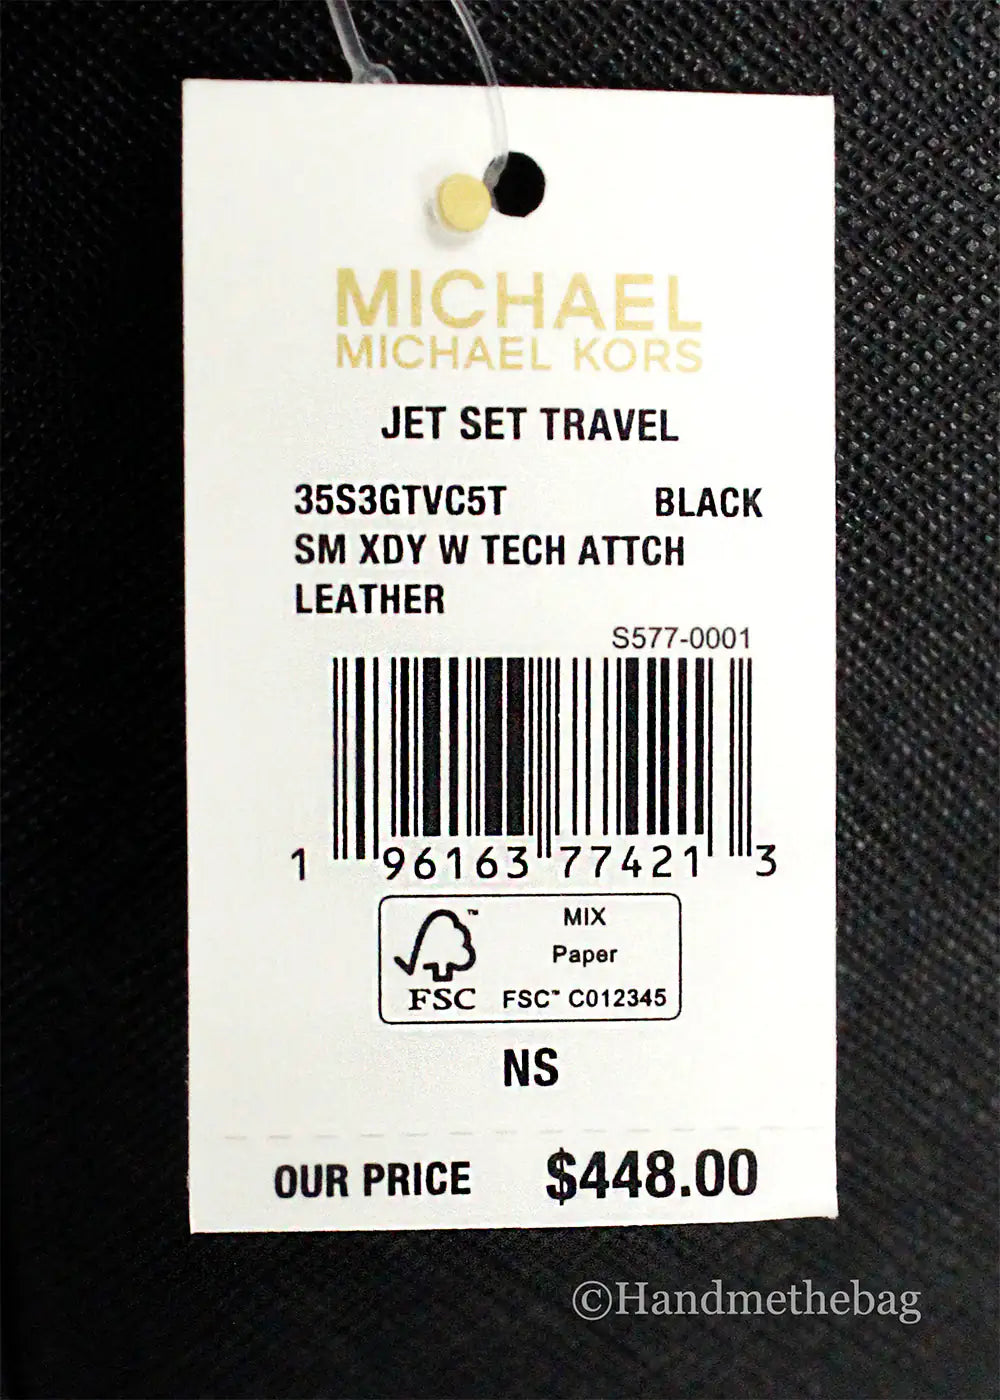 MICHAEL
MICHAEL KORS
JET SET TRAVEL
35S3GTVC5T BLACK
SM XDY W TECH ATTCH
LEATHER
S577-0001
1 96163 77421 3
™
MIX
Paper
FSC FSC™ C012345
NS
OUR PRICE $448.00
©Handmethebag